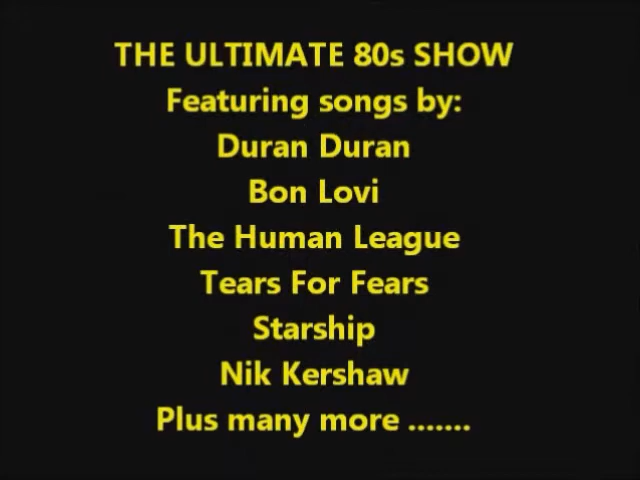 THE ULTIMATE 80s SHOW
Featuring songs by:
Duran Duran
Bon Lovi
The Human League
Tears For Fears
Starship
Nik Kershaw
Plus many more .......